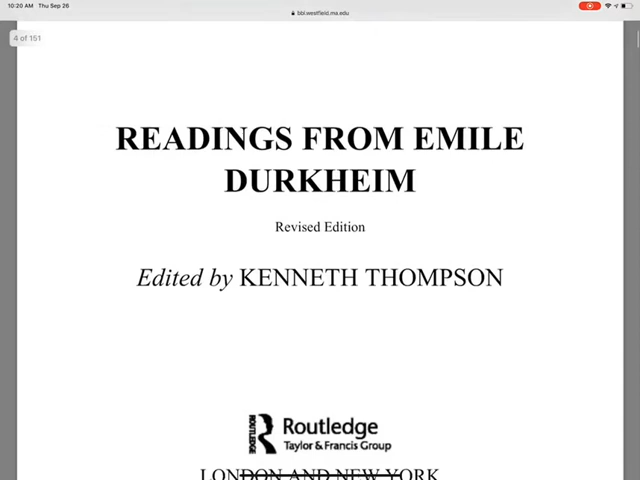 10:20 AM Thu Sep 26
bbl.westfield.ma.edu
4 of 151
READINGS FROM EMILE
DURKHEIM
Revised Edition
Edited by KENNETH THOMPSON
ROUTLEDGE
Routledge
Taylor & Francis Group
LONDON AND NEW YORK